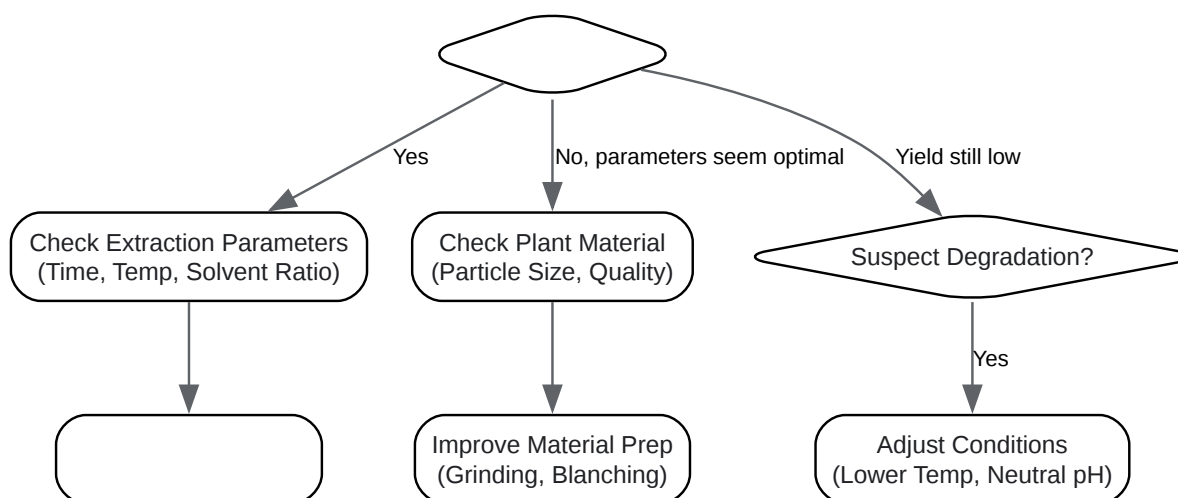 Yes
No, parameters seem optimal
Yield still low
Check Extraction Parameters
(Time, Temp, Solvent Ratio)
Check Plant Material
(Particle Size, Quality)
Suspect Degradation?
Yes
Improve Material Prep
(Grinding, Blanching)
Adjust Conditions
(Lower Temp, Neutral pH)